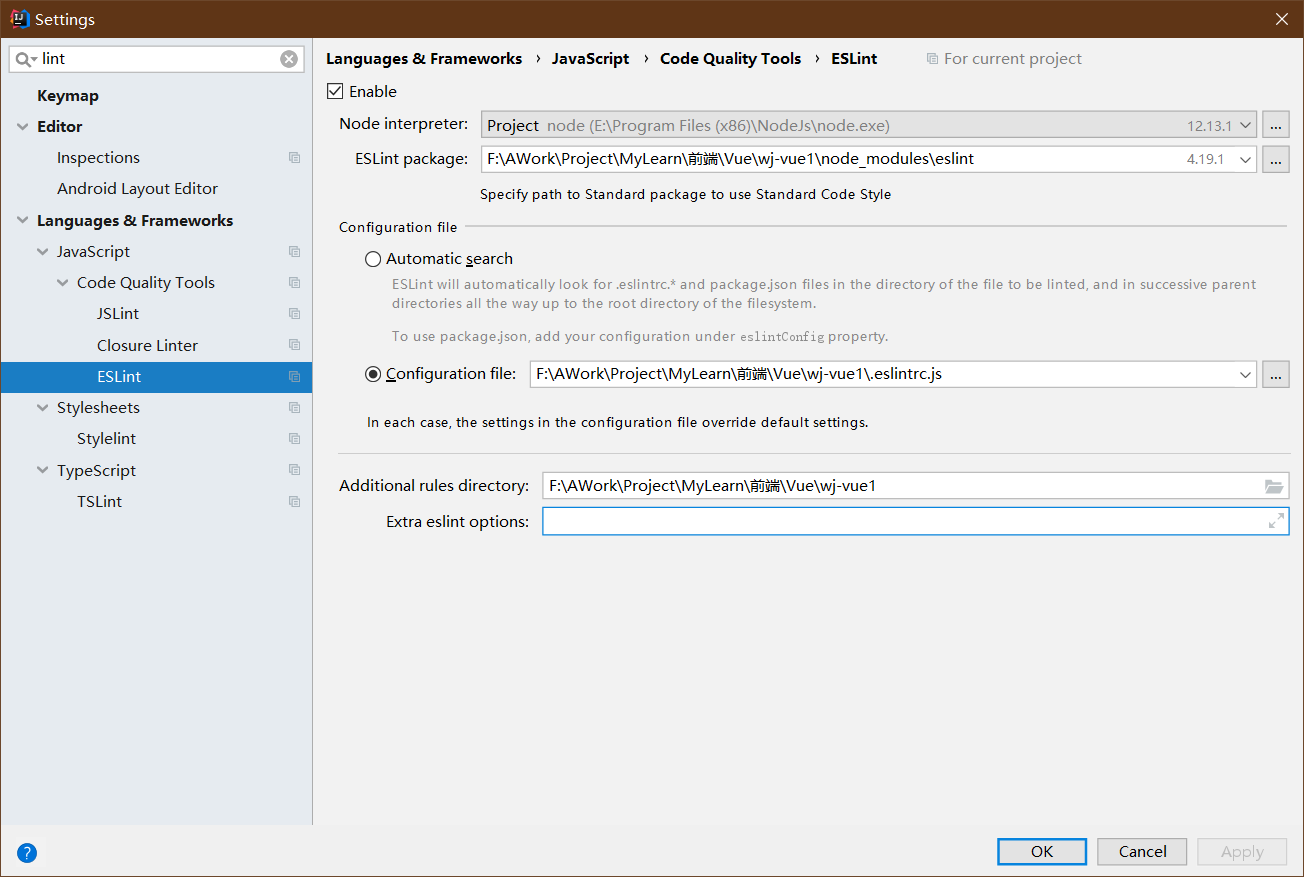 Settings
lint
Keymap
Editor
Inspections
Android Layout Editor
Languages & Frameworks
JavaScript
Code Quality Tools
JSLint
Closure Linter
ESLint
Stylesheets
Stylelint
TypeScript
TSLint
Languages & Frameworks › JavaScript › Code Quality Tools › ESLint For current project
Enable
Node interpreter: Project node (E:\Program Files (x86)\NodeJs\node.exe) 12.13.1 ...
ESLint package: F:\AWork\Project\MyLearn\前端\Vue\wj-vue1\node_modules\eslint 4.19.1 ...
Specify path to Standard package to use Standard Code Style
Configuration file
Automatic search
ESLint will automatically look for .eslintrc.* and package.json files in the directory of the file to be linted, and in successive parent
directories all the way up to the root directory of the filesystem.
To use package.json, add your configuration under eslintConfig property.
Configuration file: F:\AWork\Project\MyLearn\前端\Vue\wj-vue1\.eslintrc.js ...
In each case, the settings in the configuration file override default settings.
Additional rules directory: F:\AWork\Project\MyLearn\前端\Vue\wj-vue1
Extra eslint options:
? OK Cancel Apply